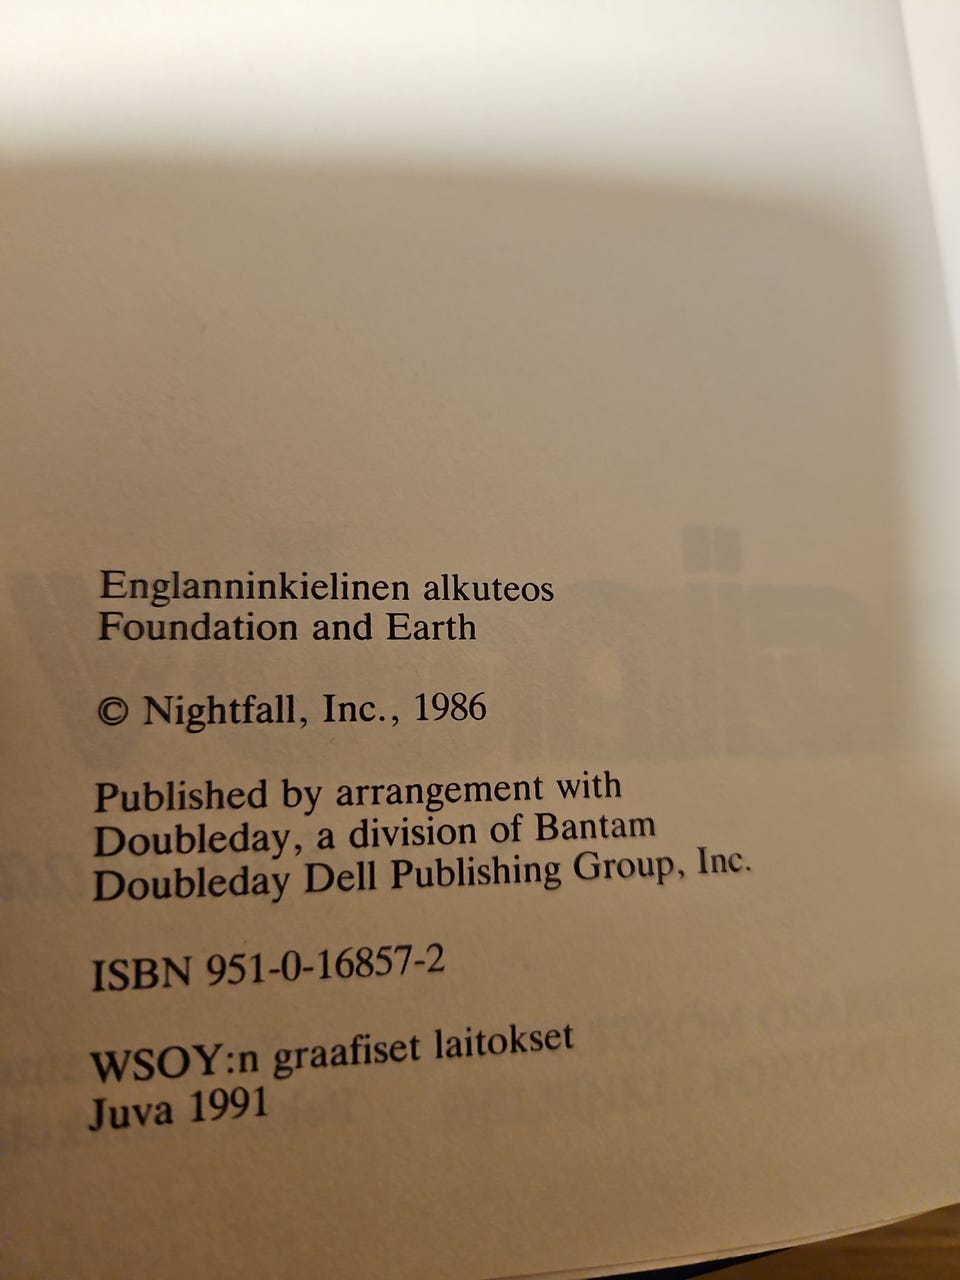 Englanninkielinen alkuteos
Foundation and Earth
© Nightfall, Inc., 1986
Published by arrangement with
Doubleday, a division of Bantam
Doubleday Dell Publishing Group, Inc.
ISBN 951-0-16857-2
WSOY:n graafiset laitokset
Juva 1991